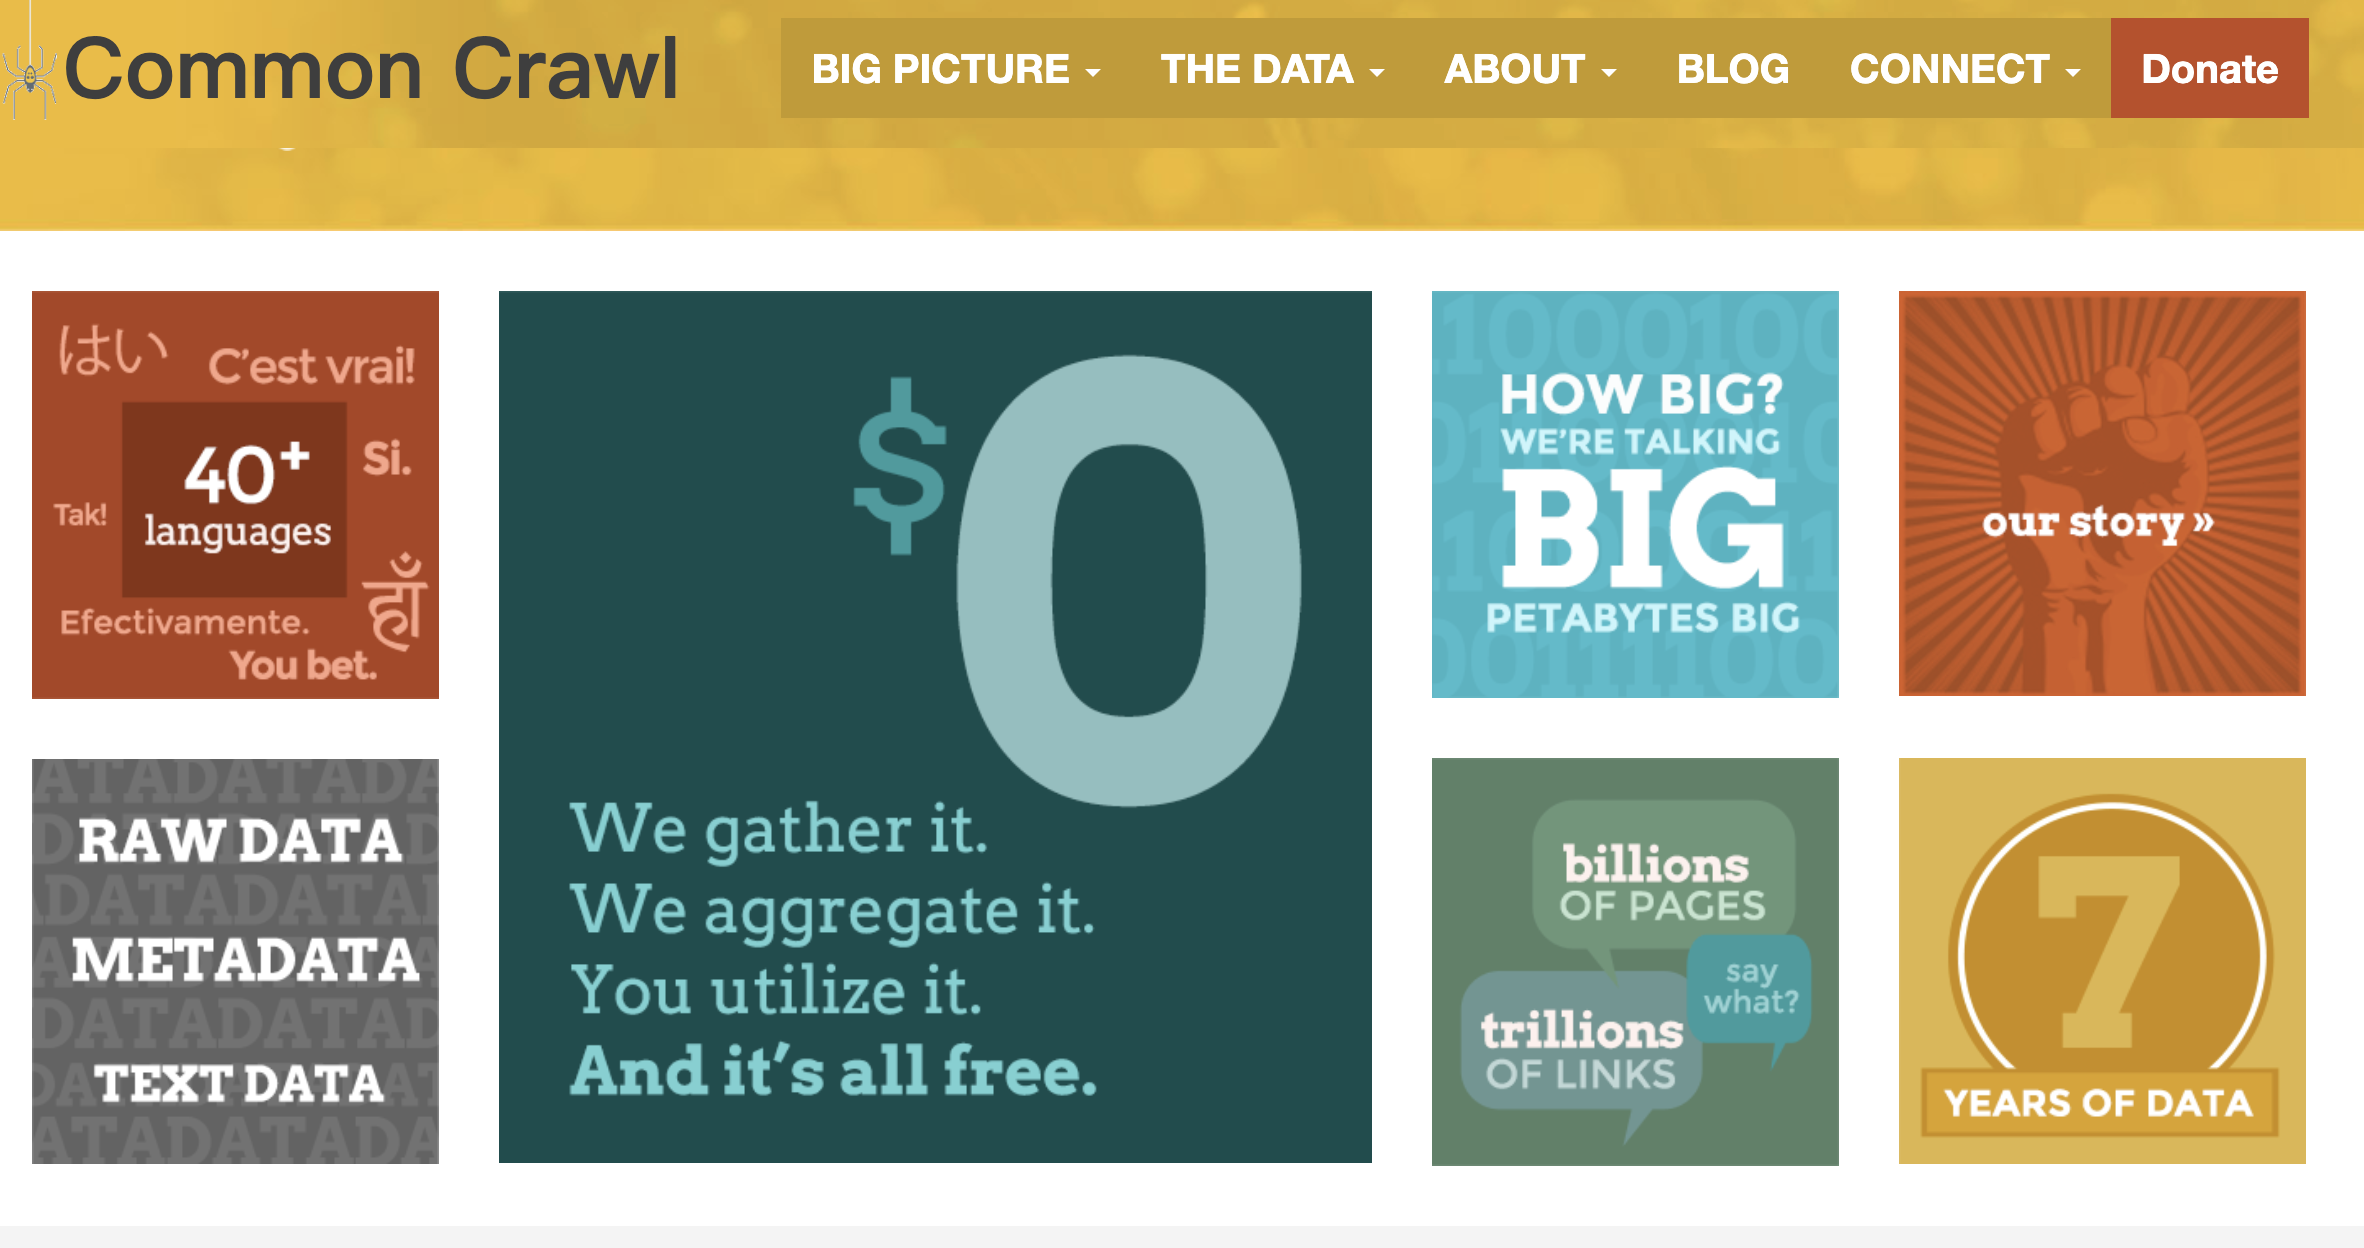 Common Crawl
BIG PICTURE
THE DATA
ABOUT
BLOG
CONNECT
Donate
はい
C'est vrai!
40+
languages
Si.
Tak!
हाँ
Efectivamente.
You bet.
$0
We gather it.
We aggregate it.
You utilize it.
And it's all free.
HOW BIG?
WE'RE TALKING
BIG
PETABYTES BIG
our story »
RAW DATA
METADATA
TEXT DATA
billions
OF PAGES
say
what?
trillions
OF LINKS
7
YEARS OF DATA